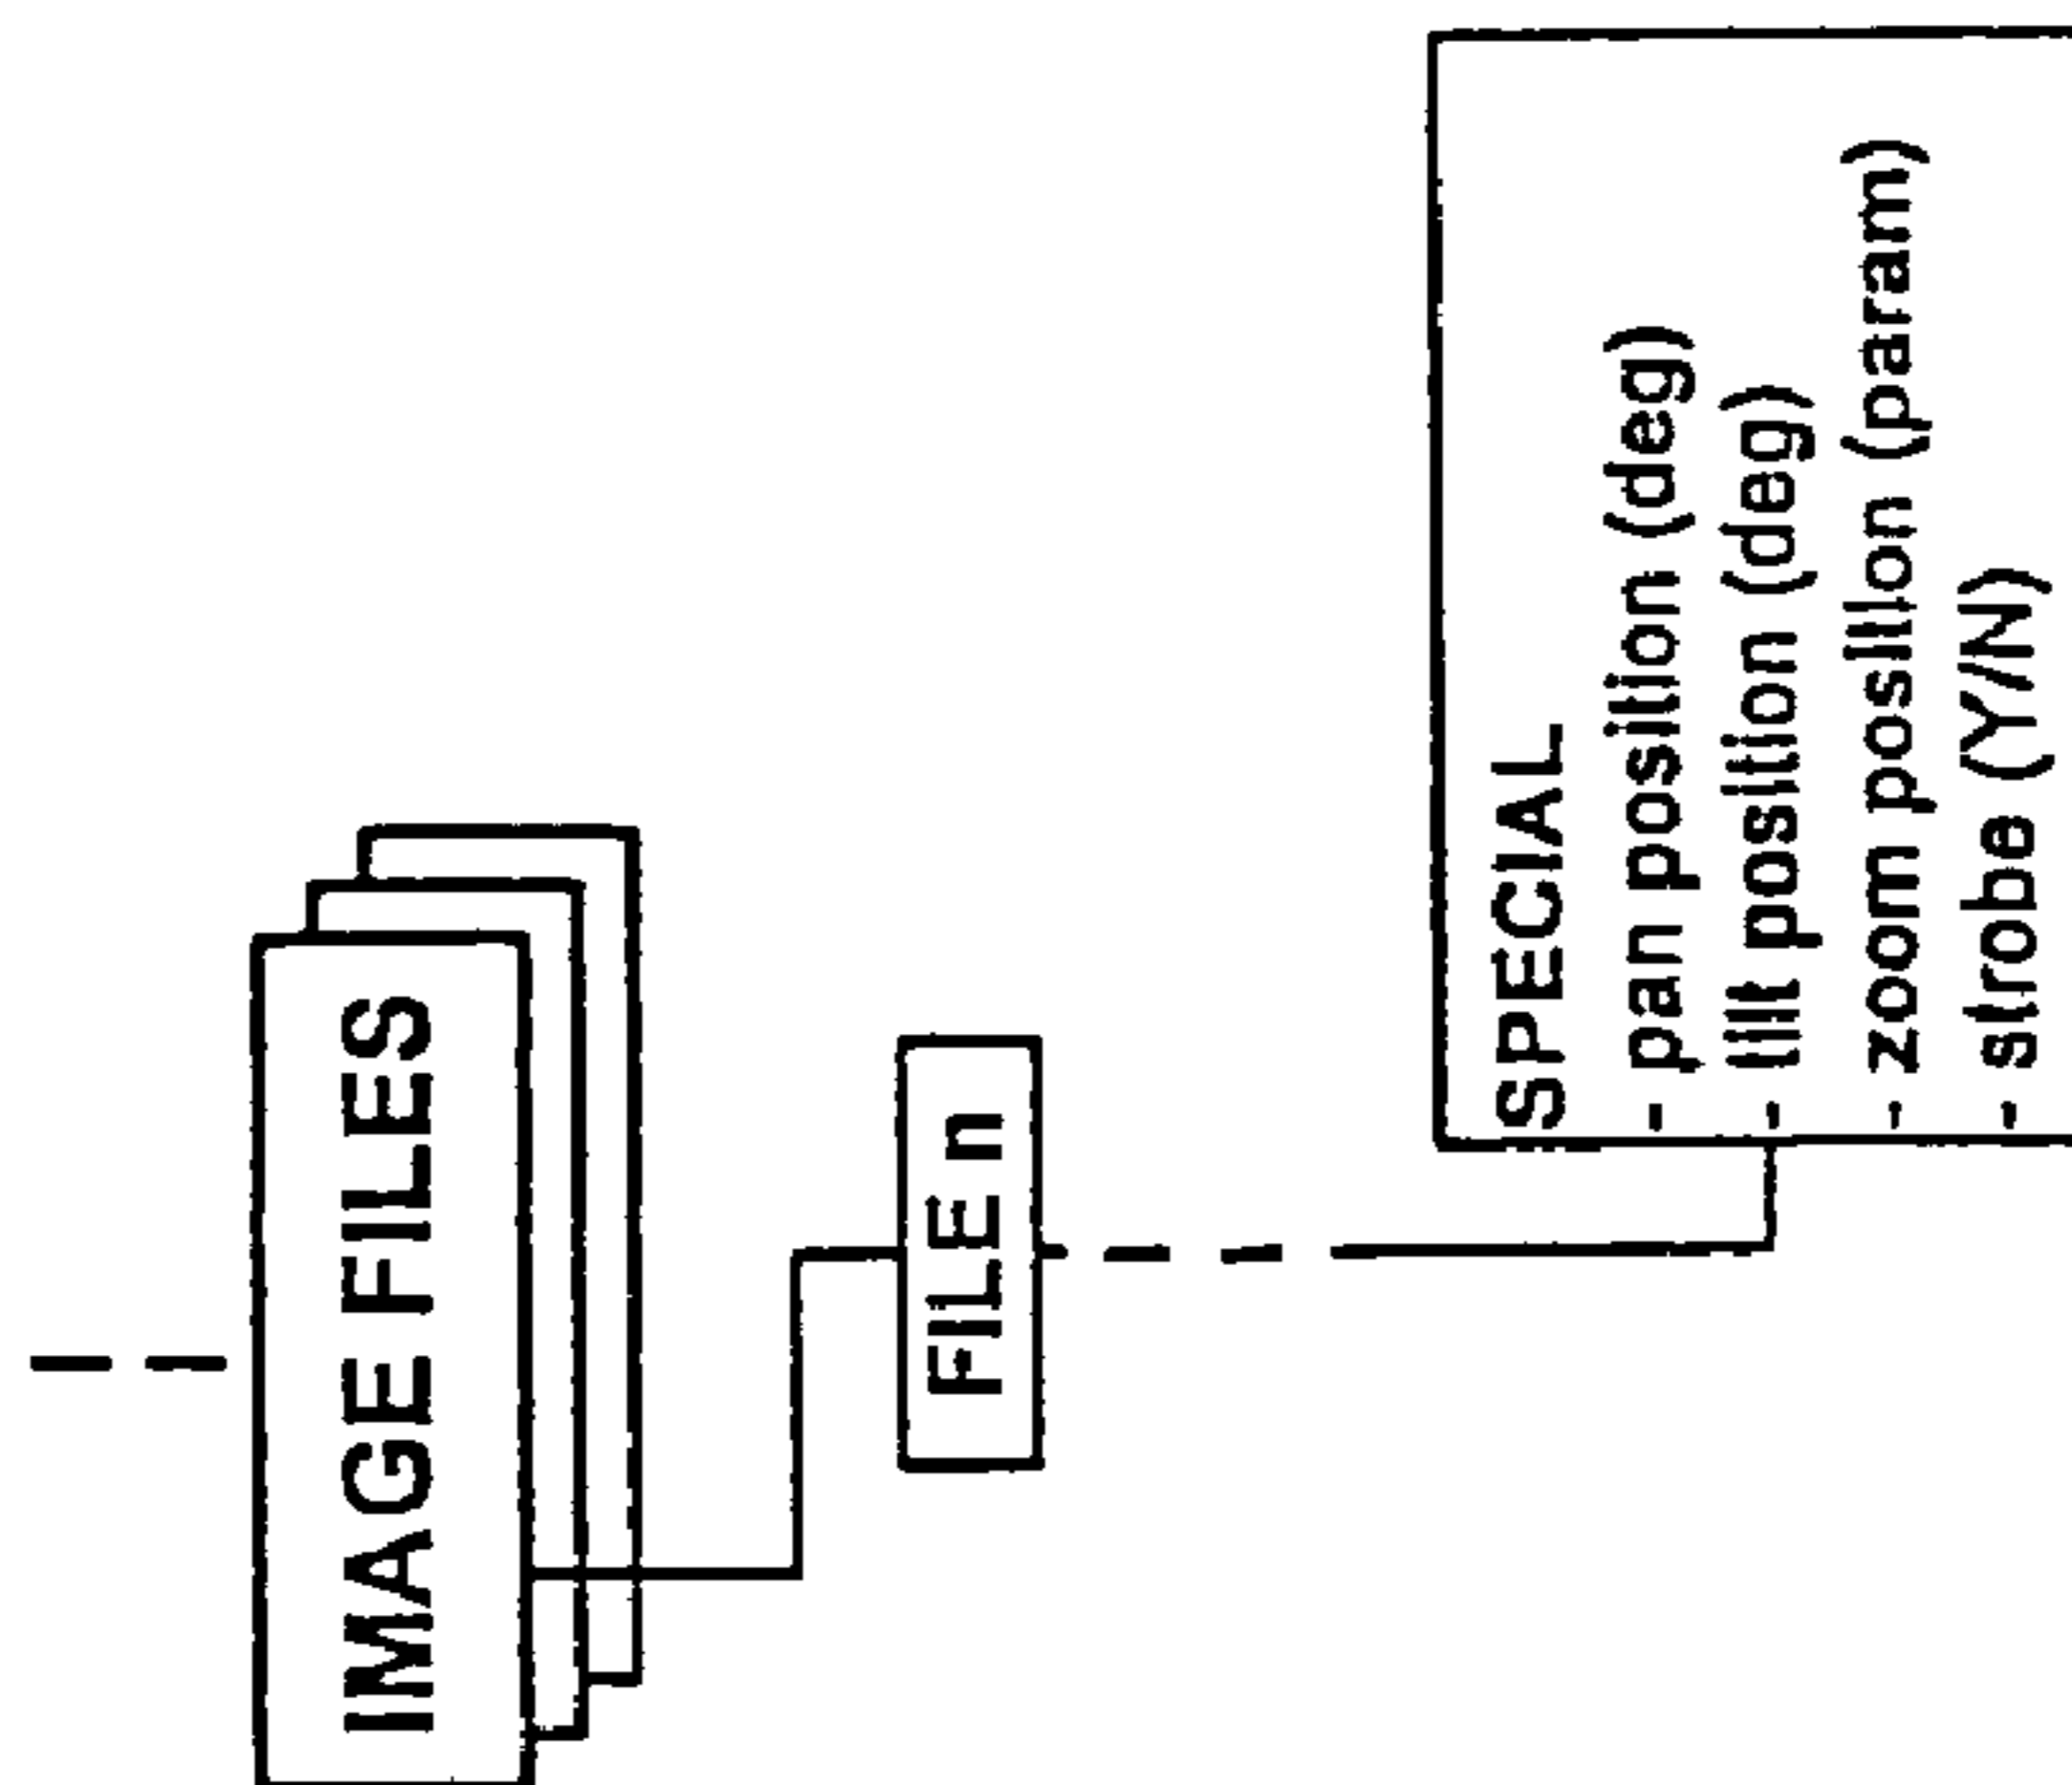 IMAGE FILES
FILE n
SPECIAL
- pan position (deg)
- tilt position (deg)
- zoom position (param)
- strobe (Y/N)